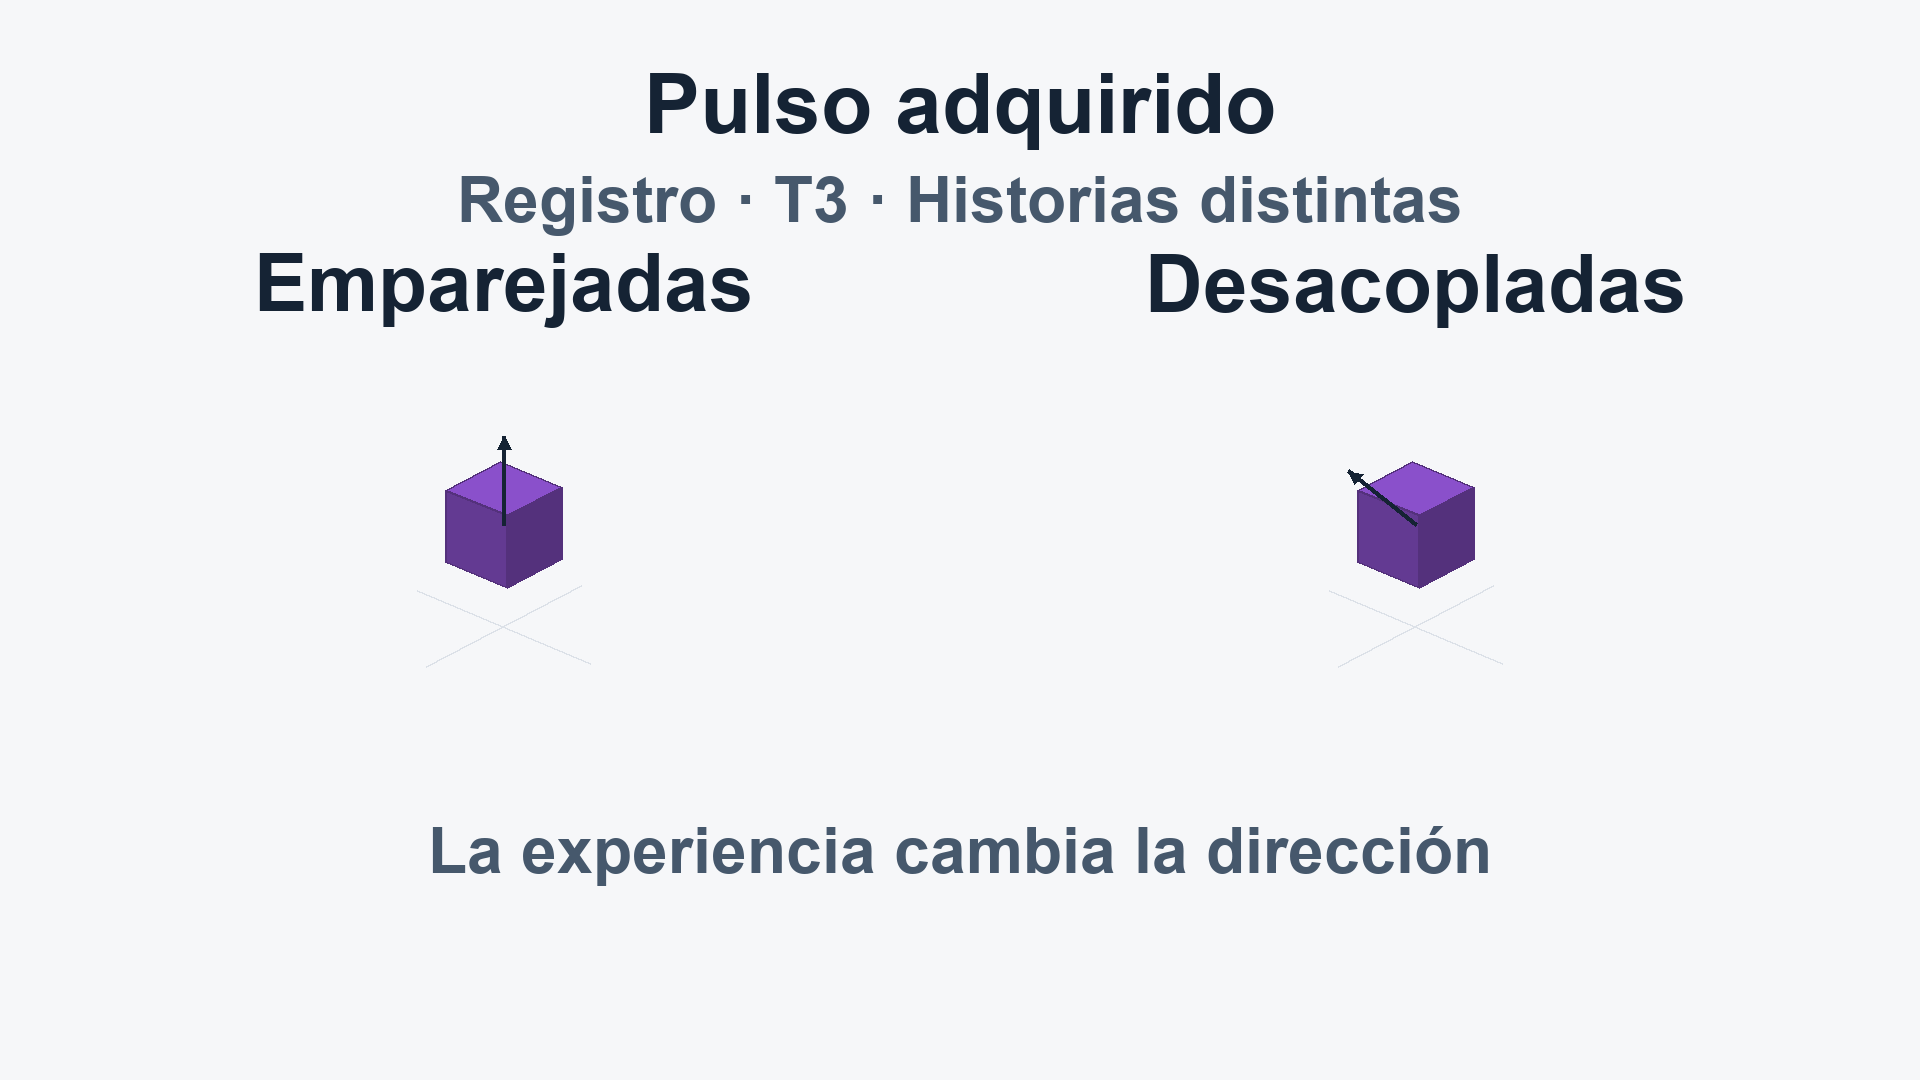 Pulso adquirido
Registro · T3 · Historias distintas
Emparejadas
Desacopladas
La experiencia cambia la dirección